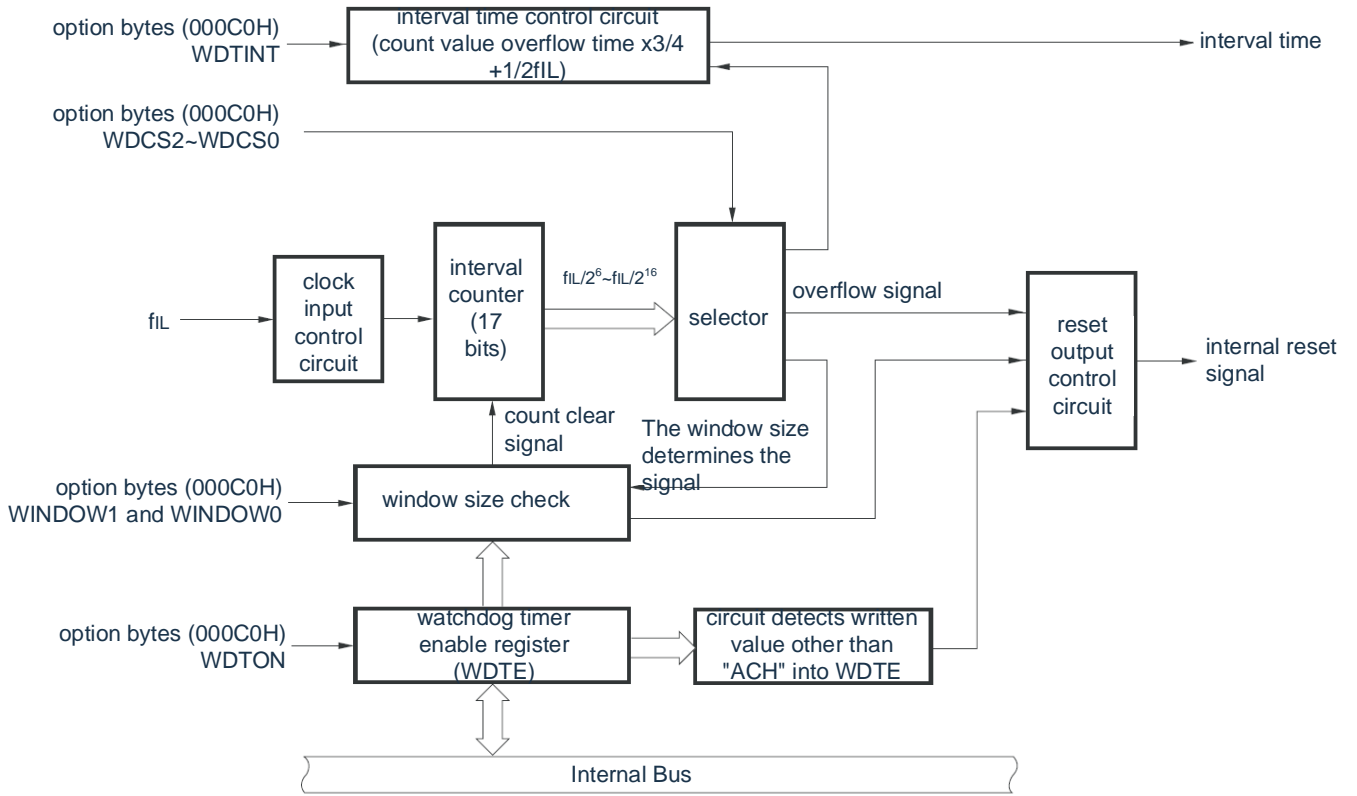 option bytes (000C0H)
WDTINT
interval time control circuit
(count value overflow time x3/4
+1/2fIL)
interval time
option bytes (000C0H)
WDCS2~WDCS0
fIL
clock
input
control
circuit
interval
counter
(17
bits)
fIL/2⁶~fIL/2¹⁶
selector
overflow signal
reset
output
control
circuit
internal reset
signal
count clear
signal
The window size
determines the
signal
option bytes (000C0H)
WINDOW1 and WINDOW0
window size check
option bytes (000C0H)
WDTON
watchdog timer
enable register
(WDTE)
circuit detects written
value other than
"ACH" into WDTE
Internal Bus